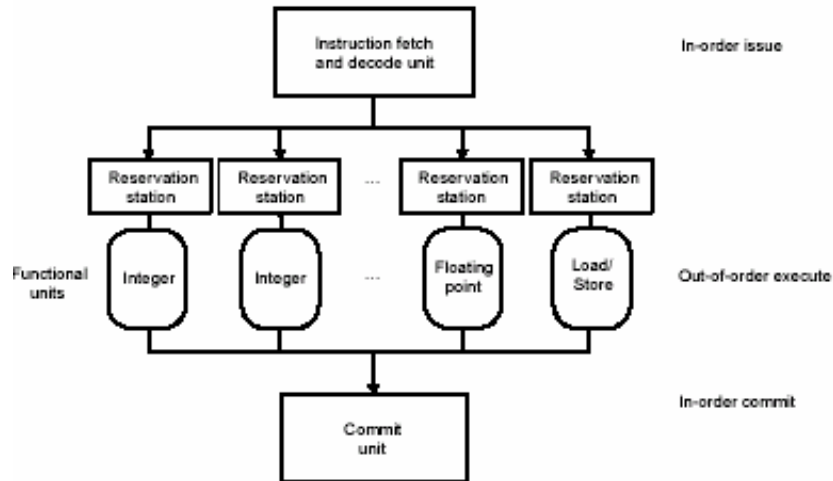 Instruction fetch
and decode unit
In-order issue
Reservation
station
Reservation
station
...
Reservation
station
Reservation
station
Functional
units
Integer
Integer
...
Floating
point
Load/
Store
Out-of-order execute
In-order commit
Commit
unit